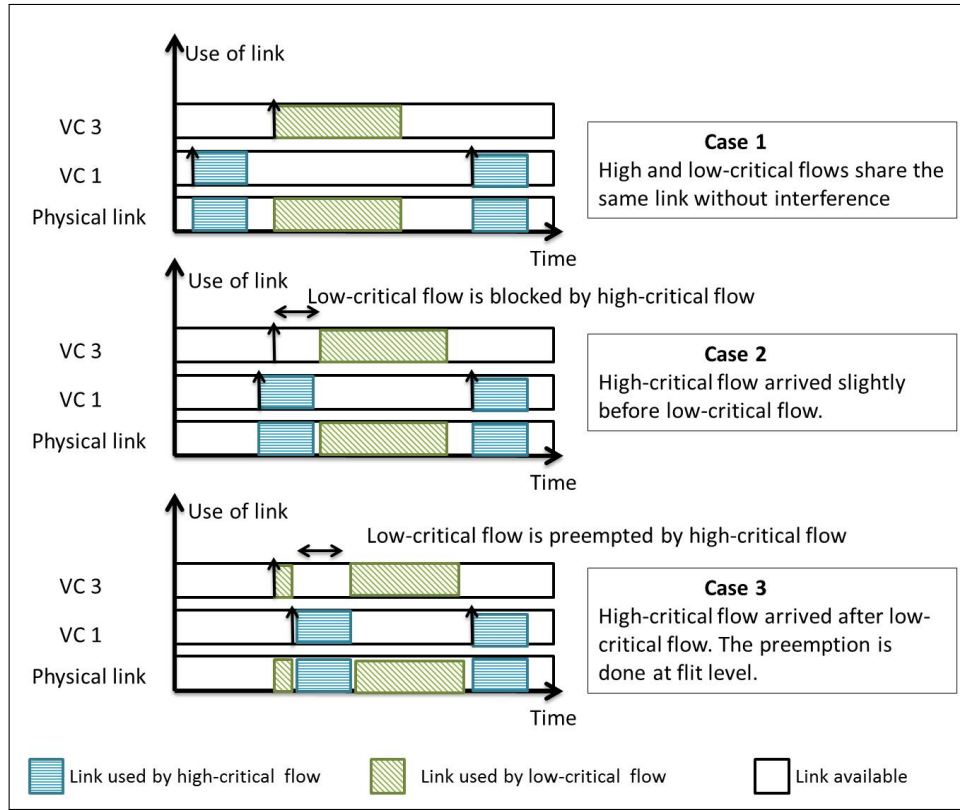 Use of link
VC 3
VC 1
Physical link
Time
Case 1
High and low-critical flows share the
same link without interference
Use of link
Low-critical flow is blocked by high-critical flow
VC 3
VC 1
Physical link
Time
Case 2
High-critical flow arrived slightly
before low-critical flow.
Use of link
Low-critical flow is preempted by high-critical flow
VC 3
VC 1
Physical link
Time
Case 3
High-critical flow arrived after low-
critical flow. The preemption is
done at flit level.
Link used by high-critical flow
Link used by low-critical flow
Link available